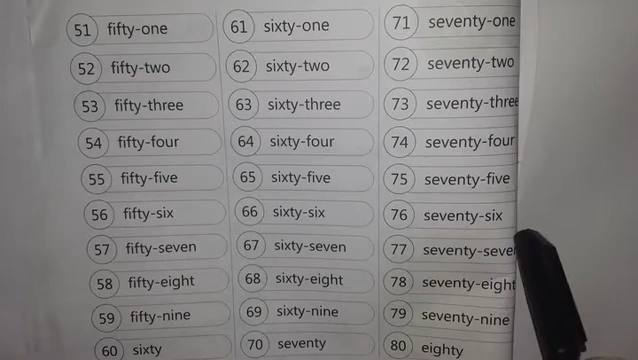 51 fifty-one 61 sixty-one 71 seventy-one
52 fifty-two 62 sixty-two 72 seventy-two
53 fifty-three 63 sixty-three 73 seventy-three
54 fifty-four 64 sixty-four 74 seventy-four
55 fifty-five 65 sixty-five 75 seventy-five
56 fifty-six 66 sixty-six 76 seventy-six
57 fifty-seven 67 sixty-seven 77 seventy-seve
58 fifty-eight 68 sixty-eight 78 seventy-eight
59 fifty-nine 69 sixty-nine 79 seventy-nine
60 sixty 70 seventy 80 eighty